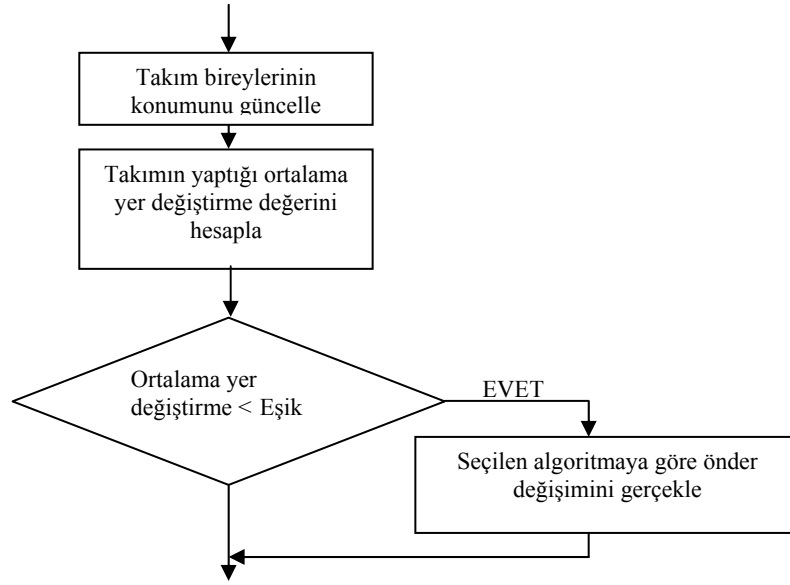 Takım bireylerinin
konumunu güncelle
Takımın yaptığı ortalama
yer değiştirme değerini
hesapla
Ortalama yer
değiştirme < Eşik
EVET
Seçilen algoritmaya göre önder
değişimini gerçekle